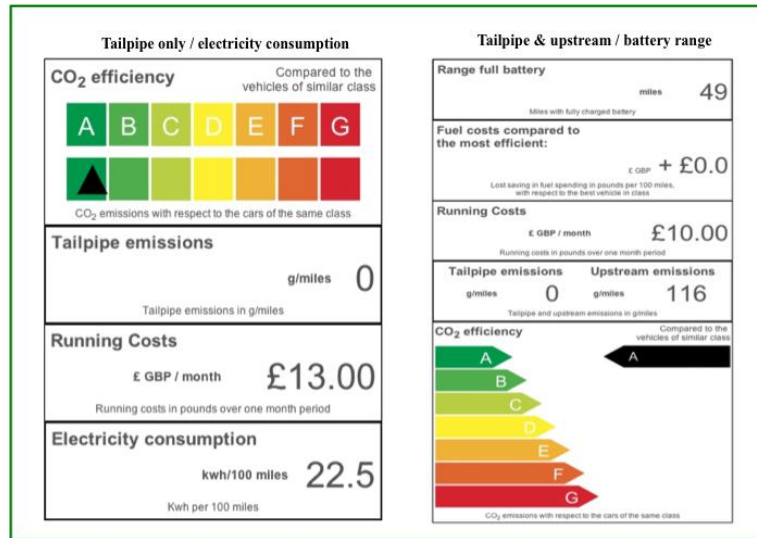 Tailpipe only / electricity consumption
CO2 efficiency
Compared to the
vehicles of similar class
A B C D E F G
CO2 emissions with respect to the cars of the same class
Tailpipe emissions
g/miles 0
Tailpipe emissions in g/miles
Running Costs
£ GBP / month £13.00
Running costs in pounds over one month period
Electricity consumption
kwh/100 miles 22.5
Kwh per 100 miles
Tailpipe & upstream / battery range
Range full battery
miles 49
Miles with fully charged battery
Fuel costs compared to
the most efficient:
£ GBP + £0.0
Lost saving in fuel spending in pounds per 100 miles,
with respect to the best vehicle in class
Running Costs
£ GBP / month £10.00
Running costs in pounds over one month period
Tailpipe emissions Upstream emissions
g/miles 0 g/miles 116
Tailpipe and upstream emissions in g/miles
CO2 efficiency
Compared to the
vehicles of similar class
A A
B
C
D
E
F
G
CO2 emissions with respect to the cars of the same class